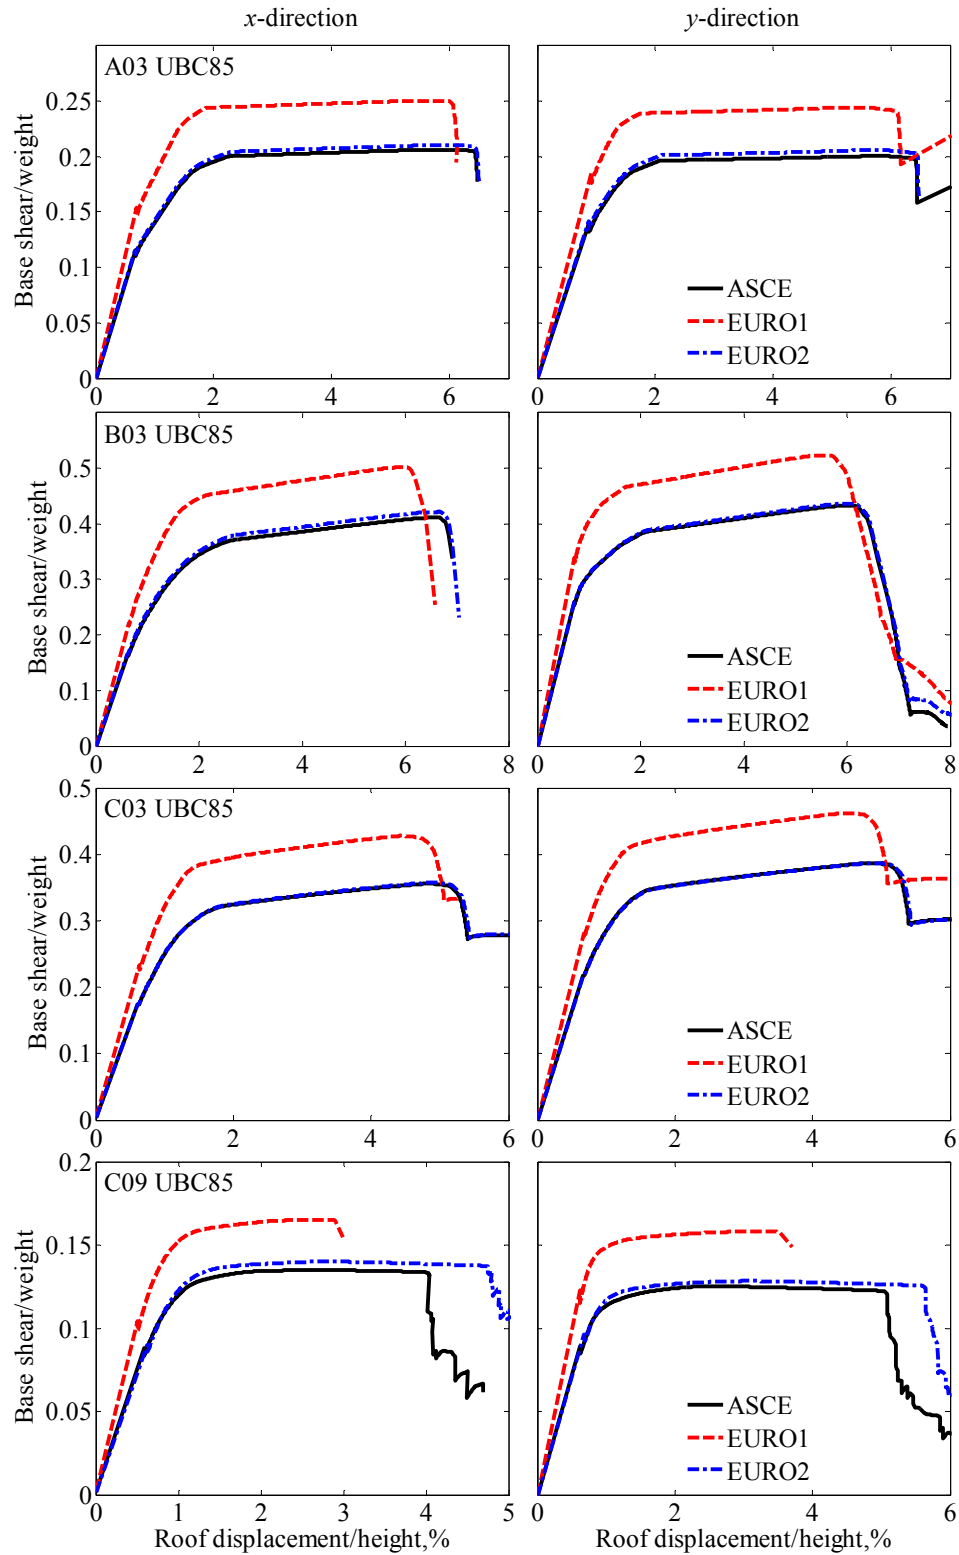 x-direction y-direction
A03 UBC85
0.25
0.2
0.15
0.1
0.05
0
Base shear/weight
0 2 4 6
ASCE
EURO1
EURO2
0 2 4 6
B03 UBC85
0.5
0.4
0.3
0.2
0.1
0
Base shear/weight
0 2 4 6 8
ASCE
EURO1
EURO2
0 2 4 6 8
C03 UBC85
0.5
0.4
0.3
0.2
0.1
0
Base shear/weight
0 2 4 6
ASCE
EURO1
EURO2
0 2 4 6
C09 UBC85
0.2
0.15
0.1
0.05
0
Base shear/weight
0 1 2 3 4 5
Roof displacement/height,%
ASCE
EURO1
EURO2
0 2 4 6
Roof displacement/height,%